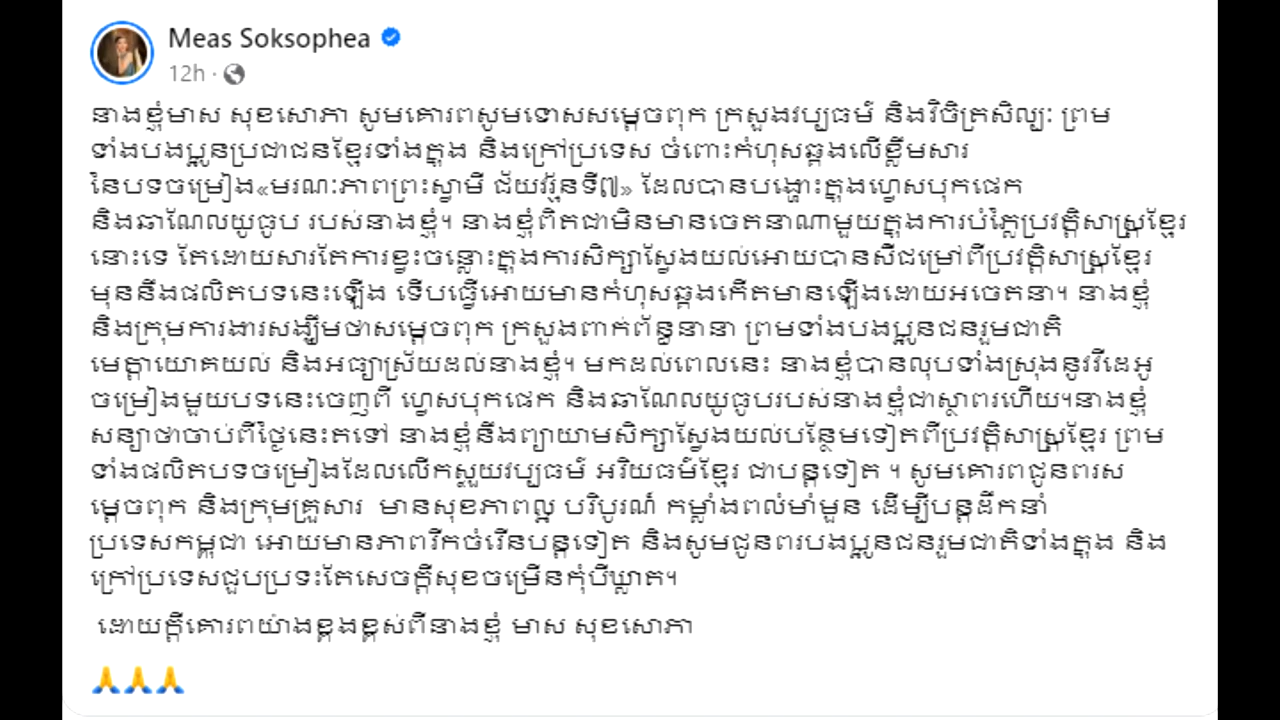 Meas Soksophea
12h ·
នាងខ្ញុំមាស សុខសោភា សូមគោរពសូមទោសសម្តេចពុក ក្រសួងវប្បធម៌ និងវិចិត្រសិល្បៈ ព្រម
ទាំងបងប្អូនប្រជាជនខ្មែរទាំងក្នុង និងក្រៅប្រទេស ចំពោះកំហុសឆ្គងលើខ្លឹមសារ
នៃបទចម្រៀង«មរណៈភាពព្រះស្វាមី ជ័យវរ្ម័នទី៧» ដែលបានបង្ហោះក្នុងហ្វេសបុកផេក
និងឆាណែលយូធូប របស់នាងខ្ញុំ។ នាងខ្ញុំពិតជាមិនមានចេតនាណាមួយក្នុងការបំភ្លៃប្រវត្តិសាស្ត្រខ្មែរ
នោះទេ តែដោយសារតែការខ្វះចន្លោះក្នុងការសិក្សាស្វែងយល់អោយបានស៊ីជម្រៅពីប្រវត្តិសាស្ត្រខ្មែរ
មុននឹងផលិតបទនេះឡើង ទើបធ្វើអោយមានកំហុសឆ្គងកើតមានឡើងដោយអចេតនា។ នាងខ្ញុំ
និងក្រុមការងារសង្ឃឹមថាសម្តេចពុក ក្រសួងពាក់ព័ន្ធនានា ព្រមទាំងបងប្អូនជនរួមជាតិ
មេត្តាយោគយល់ និងអធ្យាស្រ័យដល់នាងខ្ញុំ។ មកដល់ពេលនេះ នាងខ្ញុំបានលុបទាំងស្រុងនូវវីដេអូ
ចម្រៀងមួយបទនេះចេញពី ហ្វេសបុកផេក និងឆាណែលយូធូបរបស់នាងខ្ញុំជាស្ថាពរហើយ។នាងខ្ញុំ
សន្យាថាចាប់ពីថ្ងៃនេះតទៅ នាងខ្ញុំនឹងព្យាយាមសិក្សាស្វែងយល់បន្ថែមទៀតពីប្រវត្តិសាស្ត្រខ្មែរ ព្រម
ទាំងផលិតបទចម្រៀងដែលលើកស្ទួយវប្បធម៌ អរិយធម៌ខ្មែរ ជាបន្តទៀត ។ សូមគោរពជូនពរស
ម្តេចពុក និងក្រុមគ្រួសារ មានសុខភាពល្អ បរិបូរណ៌ កម្លាំងពល់មាំមួន ដើម្បីបន្តដឹកនាំ
ប្រទេសកម្ពុជា អោយមានភាពរីកចំរើនបន្តទៀត និងសូមជូនពរបងប្អូនជនរួមជាតិទាំងក្នុង និង
ក្រៅប្រទេសជួបប្រទះតែសេចក្តីសុខចម្រើនកុំបីឃ្លាត។
ដោយក្តីគោរពយ៉ាងខ្ពង់ខ្ពស់ពីនាងខ្ញុំ មាស សុខសោភា
🙏🙏🙏